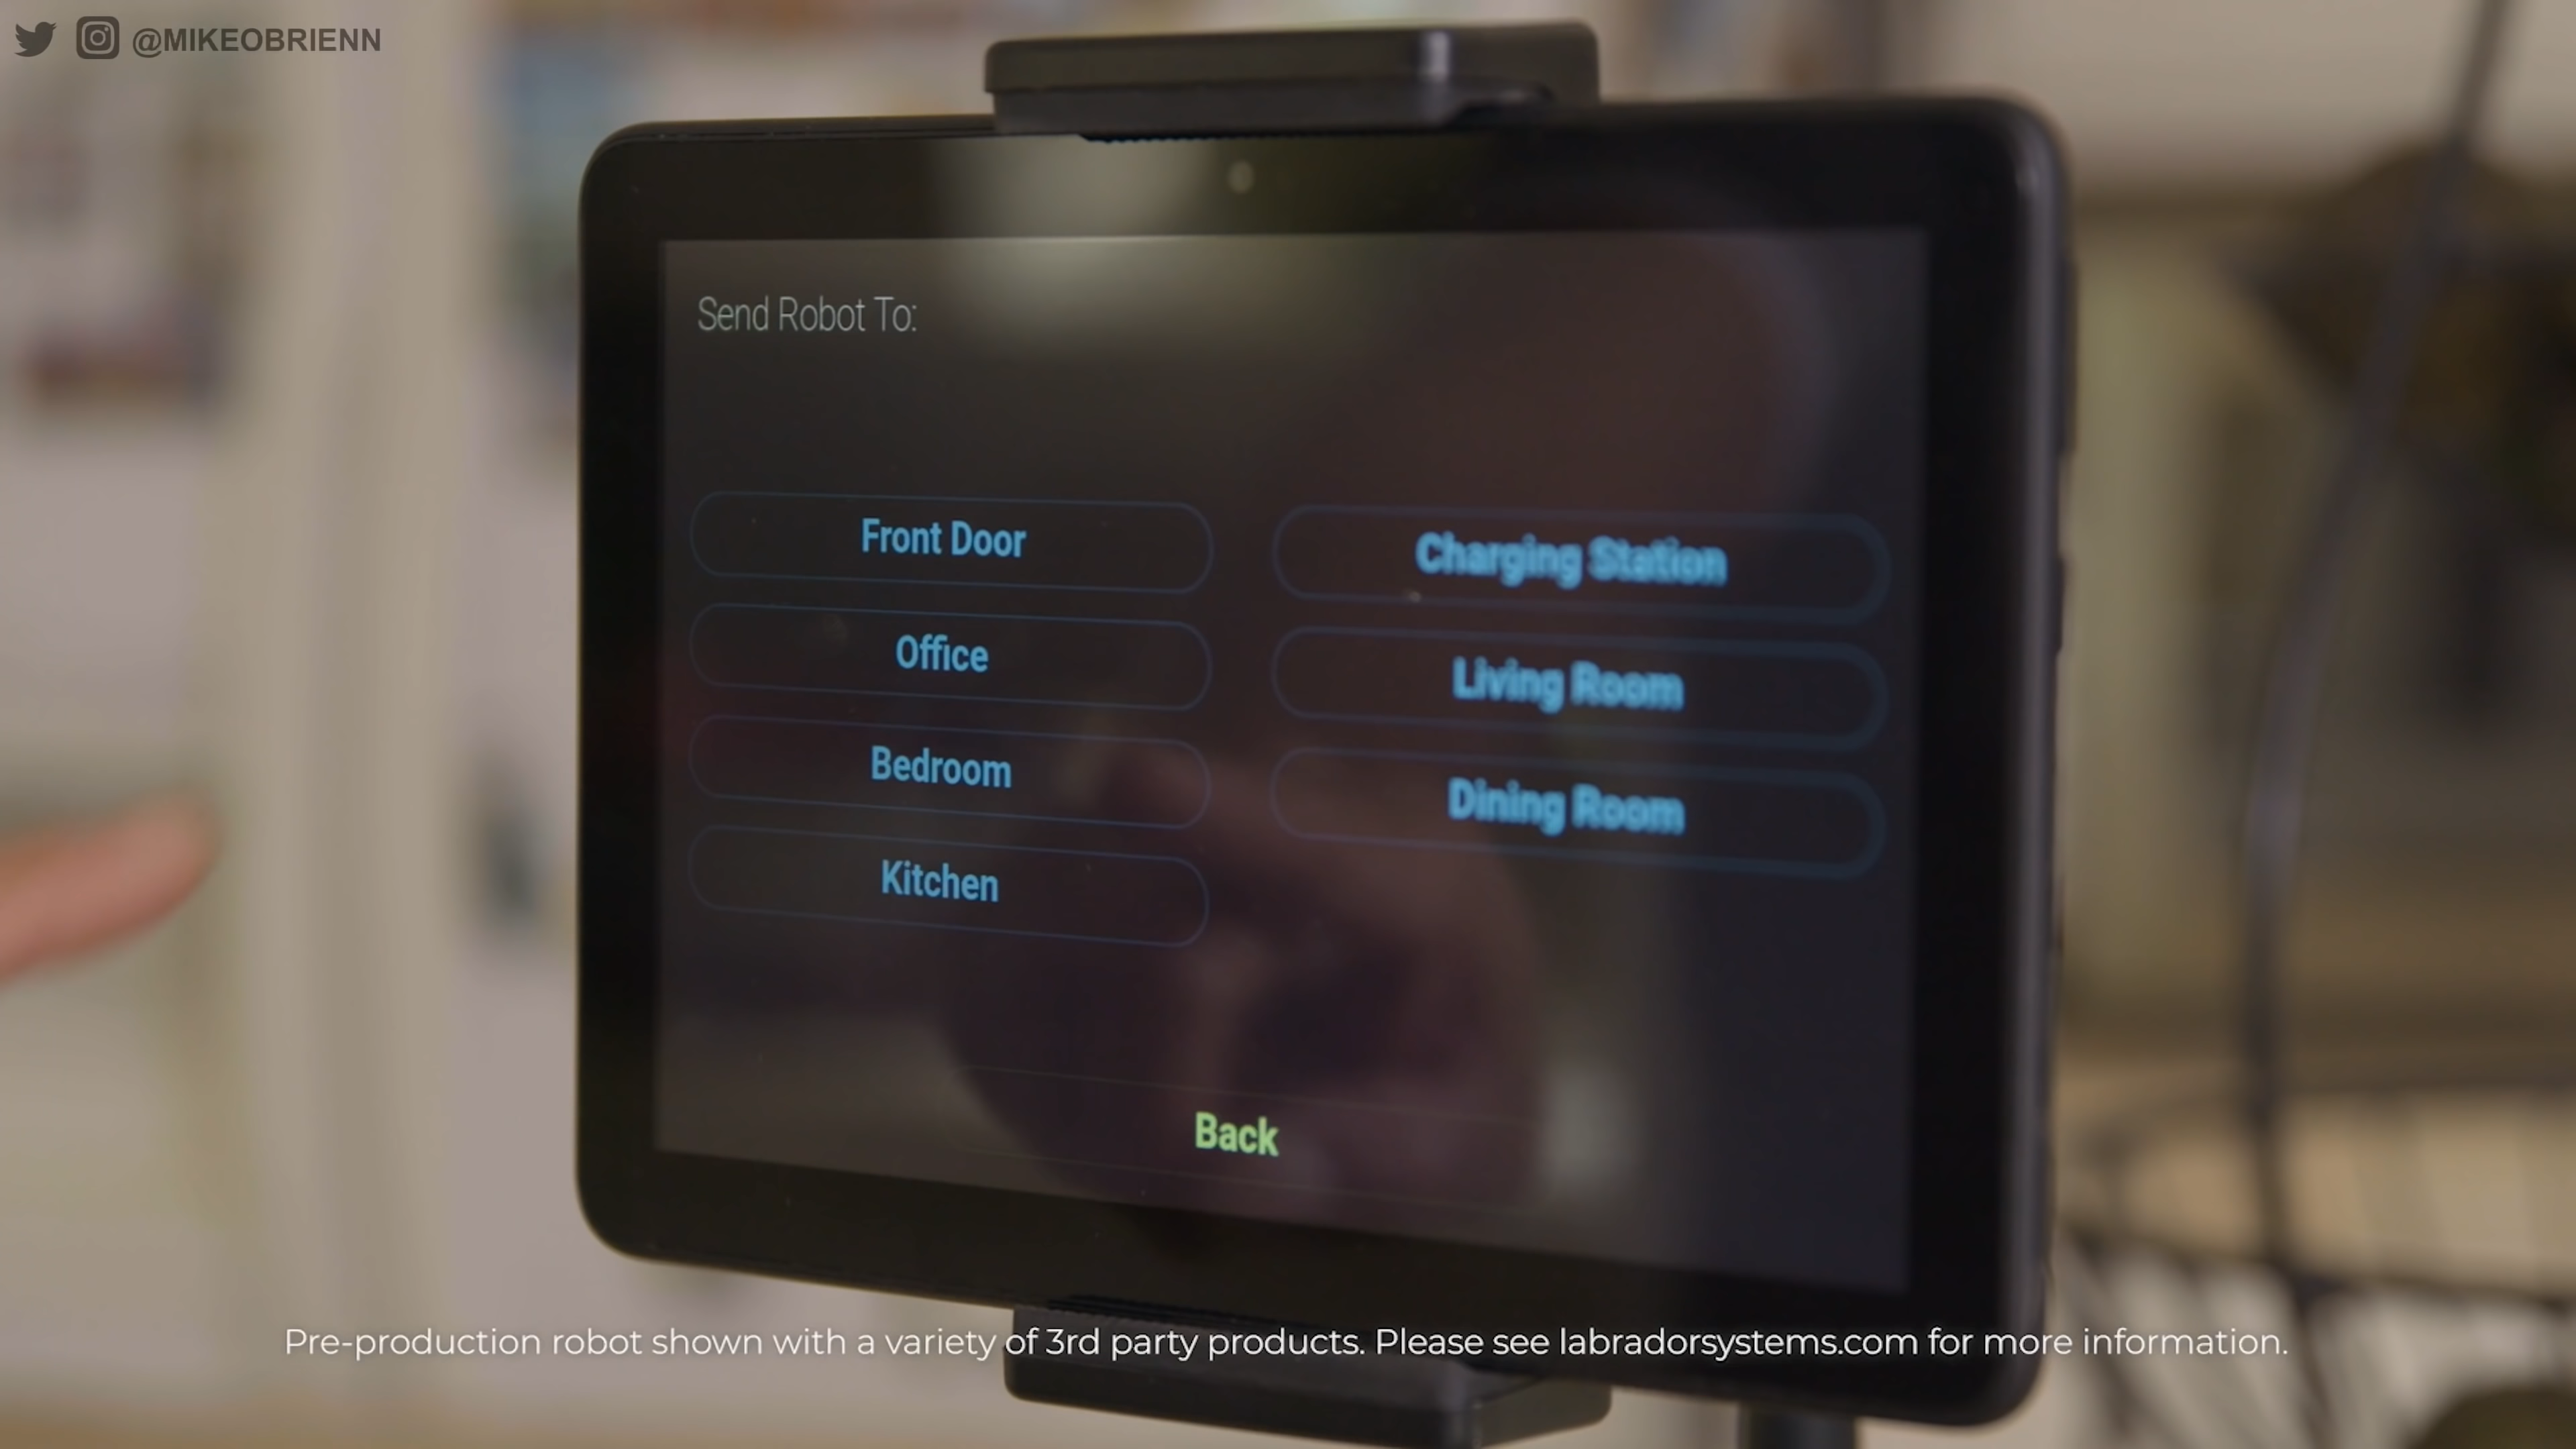 @MIKEOBRIENN
Send Robot To:
Front Door
Office
Bedroom
Kitchen
Charging Station
Living Room
Dining Room
Back
Pre-production robot shown with a variety of 3rd party products. Please see labradorsystems.com for more information.